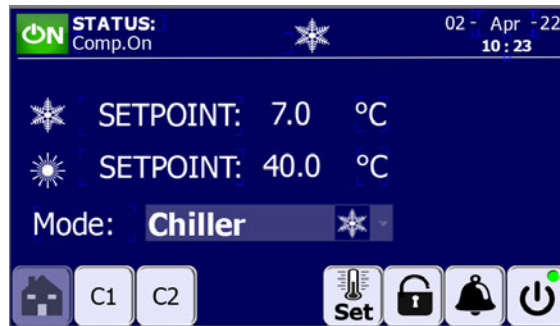 ON STATUS: 02 - Apr - 22
Comp.On 10 : 23
SETPOINT: 7.0 °C
SETPOINT: 40.0 °C
Mode: Chiller
C1 C2 Set